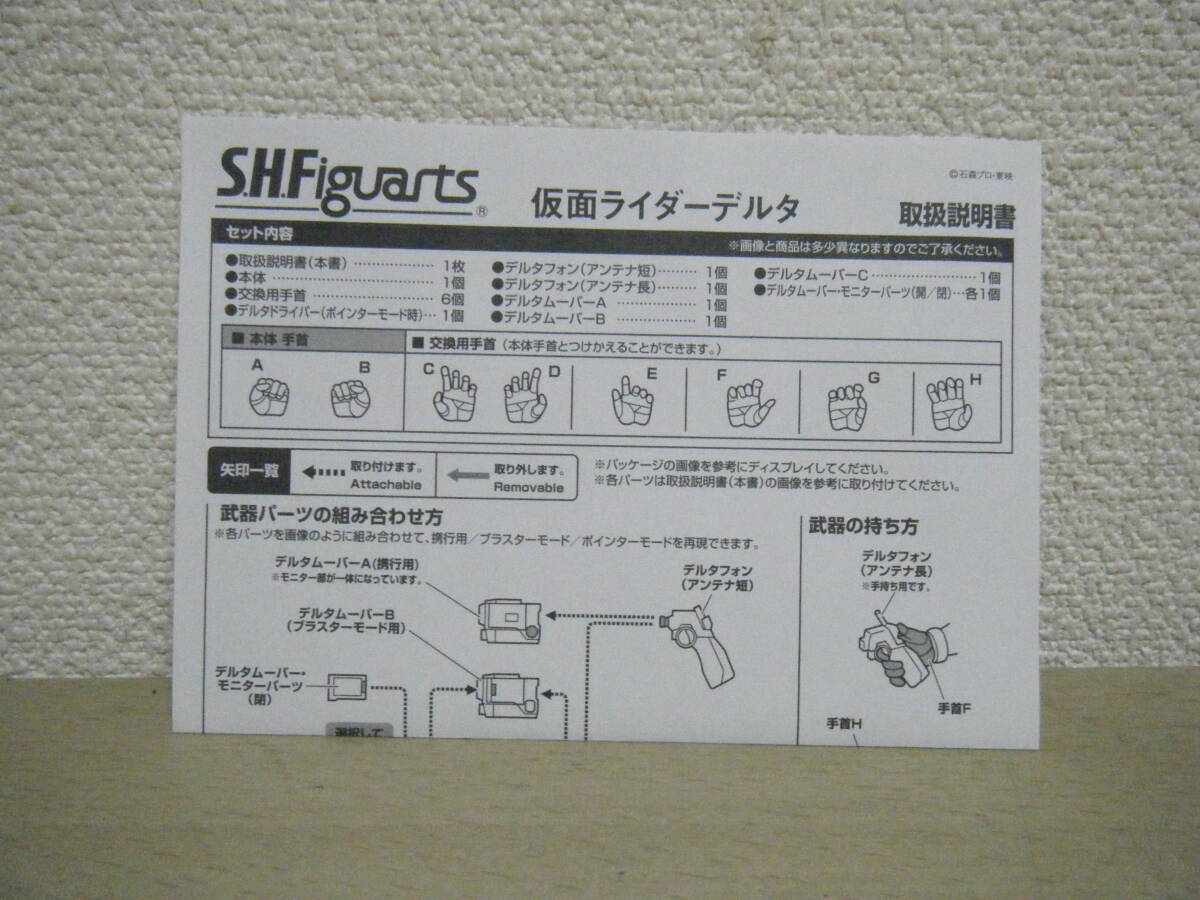 S.H.Figuarts®
仮面ライダーデルタ
©石森プロ・東映
取扱説明書
セット内容
※画像と商品は多少異なりますのでご了承ください。
●取扱説明書(本書)……………1枚
●本体……………………………1個
●交換用手首……………………6個
●デルタドライバー(ポインターモード時)…1個
●デルタフォン(アンテナ短)………1個
●デルタフォン(アンテナ長)………1個
●デルタムーバーA………………1個
●デルタムーバーB………………1個
●デルタムーバーC………………1個
●デルタムーバー・モニターパーツ(開/閉)…各1個
■ 本体 手首
■ 交換用手首(本体手首とつけかえることができます。)
A B C D E F G H
矢印一覧
取り付けます。
Attachable
取り外します。
Removable
※パッケージの画像を参考にディスプレイしてください。
※各パーツは取扱説明書(本書)の画像を参考に取り付けてください。
武器パーツの組み合わせ方
※各パーツを画像のように組み合わせて、携行用/ブラスターモード/ポインターモードを再現できます。
デルタムーバーA(携行用)
※モニター部が一体になっています。
デルタムーバーB
(ブラスターモード用)
デルタムーバー・
モニターパーツ
(閉)
選択して
デルタフォン
(アンテナ短)
武器の持ち方
デルタフォン
(アンテナ長)
※手持ち用です。
手首F
手首H